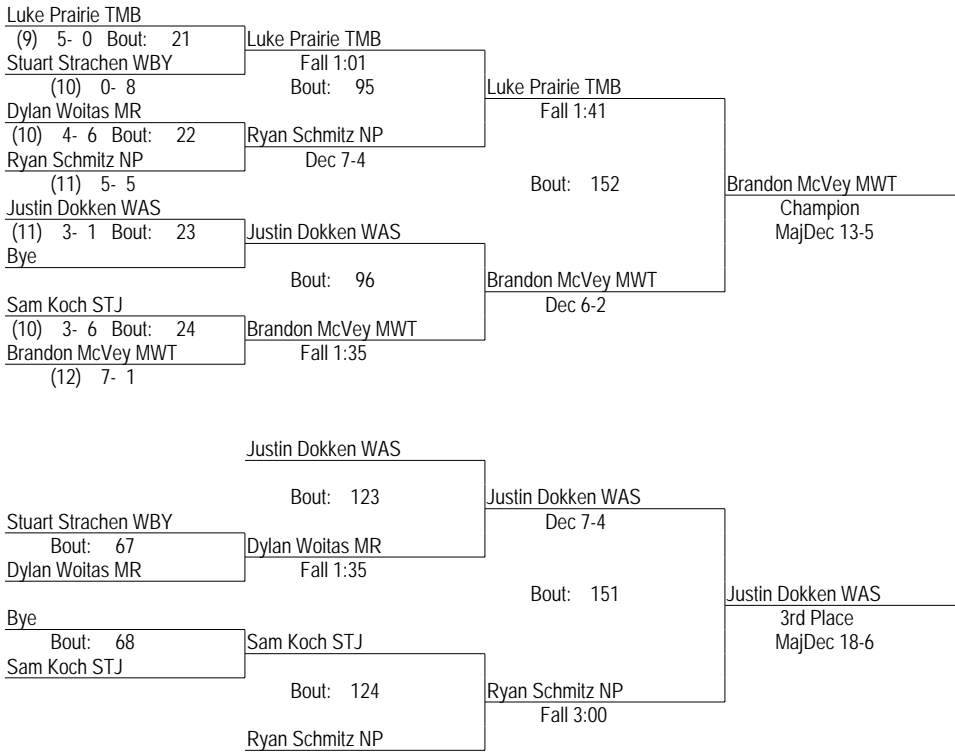 Luke Prairie TMB
(9) 5- 0 Bout: 21
Luke Prairie TMB
Stuart Strachen WBY
Fall 1:01
(10) 0- 8
Bout: 95
Luke Prairie TMB
Dylan Woitas MR
Fall 1:41
(10) 4- 6 Bout: 22
Ryan Schmitz NP
Ryan Schmitz NP
Dec 7-4
(11) 5- 5
Bout: 152
Brandon McVey MWT
Justin Dokken WAS
Champion
(11) 3- 1 Bout: 23
Justin Dokken WAS
MajDec 13-5
Bye
Bout: 96
Brandon McVey MWT
Sam Koch STJ
Dec 6-2
(10) 3- 6 Bout: 24
Brandon McVey MWT
Brandon McVey MWT
Fall 1:35
(12) 7- 1
Justin Dokken WAS
Bout: 123
Justin Dokken WAS
Stuart Strachen WBY
Dec 7-4
Bout: 67
Dylan Woitas MR
Dylan Woitas MR
Fall 1:35
Bout: 151
Justin Dokken WAS
Bye
3rd Place
Bout: 68
Sam Koch STJ
MajDec 18-6
Sam Koch STJ
Bout: 124
Ryan Schmitz NP
Fall 3:00
Ryan Schmitz NP